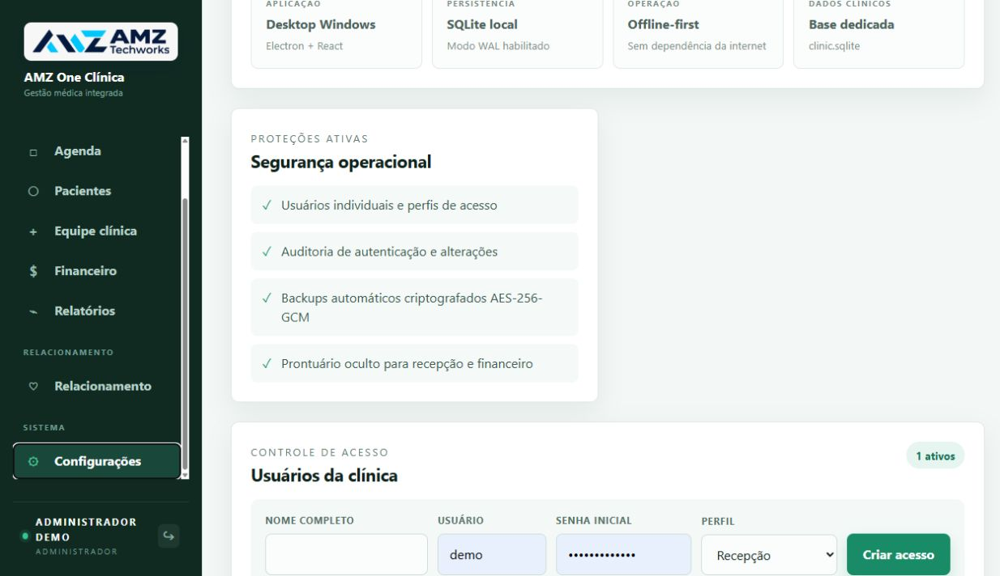 AMZ
Techworks
AMZ One Clínica
Gestão médica integrada
Agenda
Pacientes
+ Equipe clínica
$ Financeiro
Relatórios
RELACIONAMENTO
Relacionamento
SISTEMA
Configurações
ADMINISTRADOR
DEMO
ADMINISTRADOR
APLICAÇÃO
Desktop Windows
Electron + React
PERSISTÊNCIA
SQLite local
Modo WAL habilitado
OPERAÇÃO
Offline-first
Sem dependência da internet
DADOS CLÍNICOS
Base dedicada
clinic.sqlite
PROTEÇÕES ATIVAS
Segurança operacional
✓ Usuários individuais e perfis de acesso
✓ Auditoria de autenticação e alterações
✓ Backups automáticos criptografados AES-256-
GCM
✓ Prontuário oculto para recepção e financeiro
CONTROLE DE ACESSO
Usuários da clínica
1 ativos
NOME COMPLETO
USUÁRIO
demo
SENHA INICIAL
•••••••••••••
PERFIL
Recepção
Criar acesso